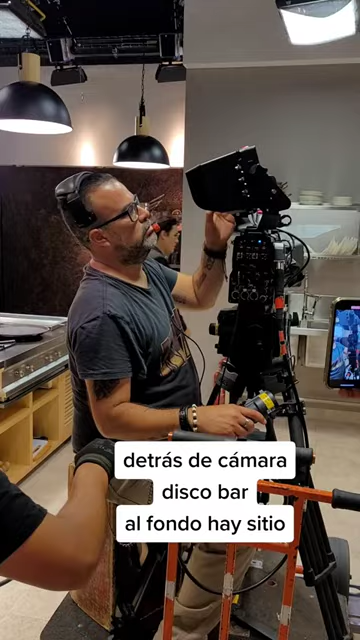 detrás de cámara
disco bar
al fondo hay sitio